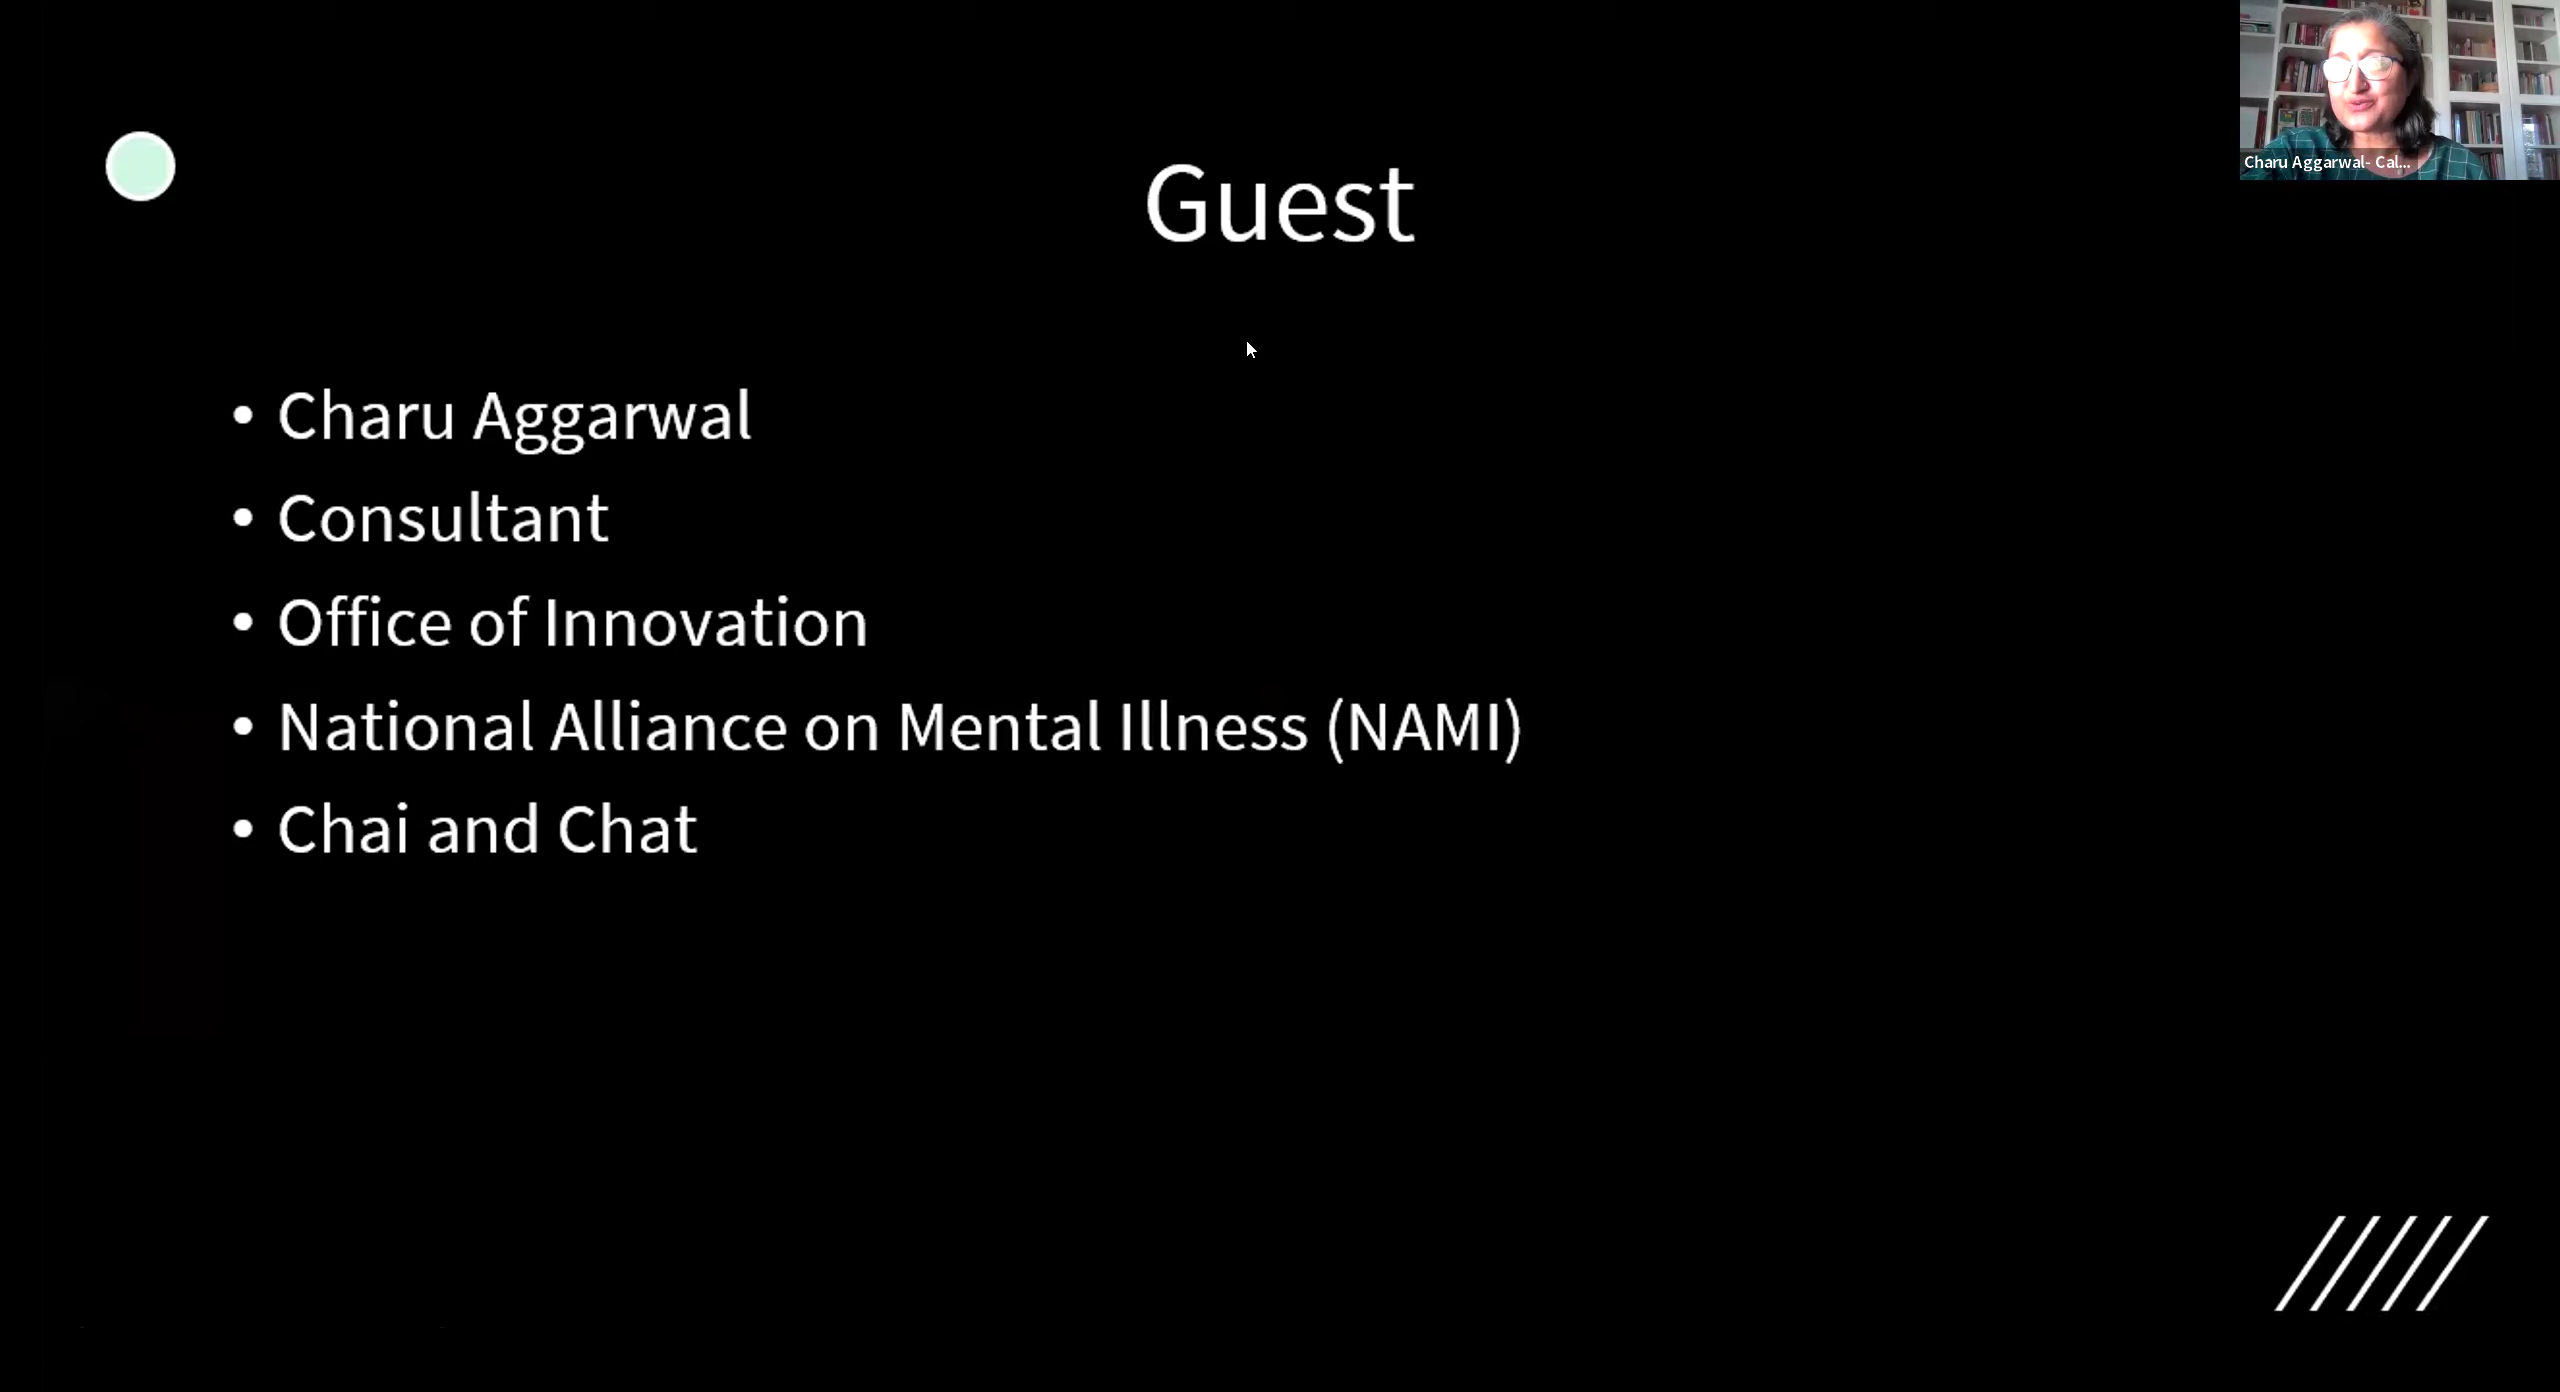 Guest
• Charu Aggarwal
• Consultant
• Office of Innovation
• National Alliance on Mental Illness (NAMI)
• Chai and Chat
Charu Aggarwal- Cal...